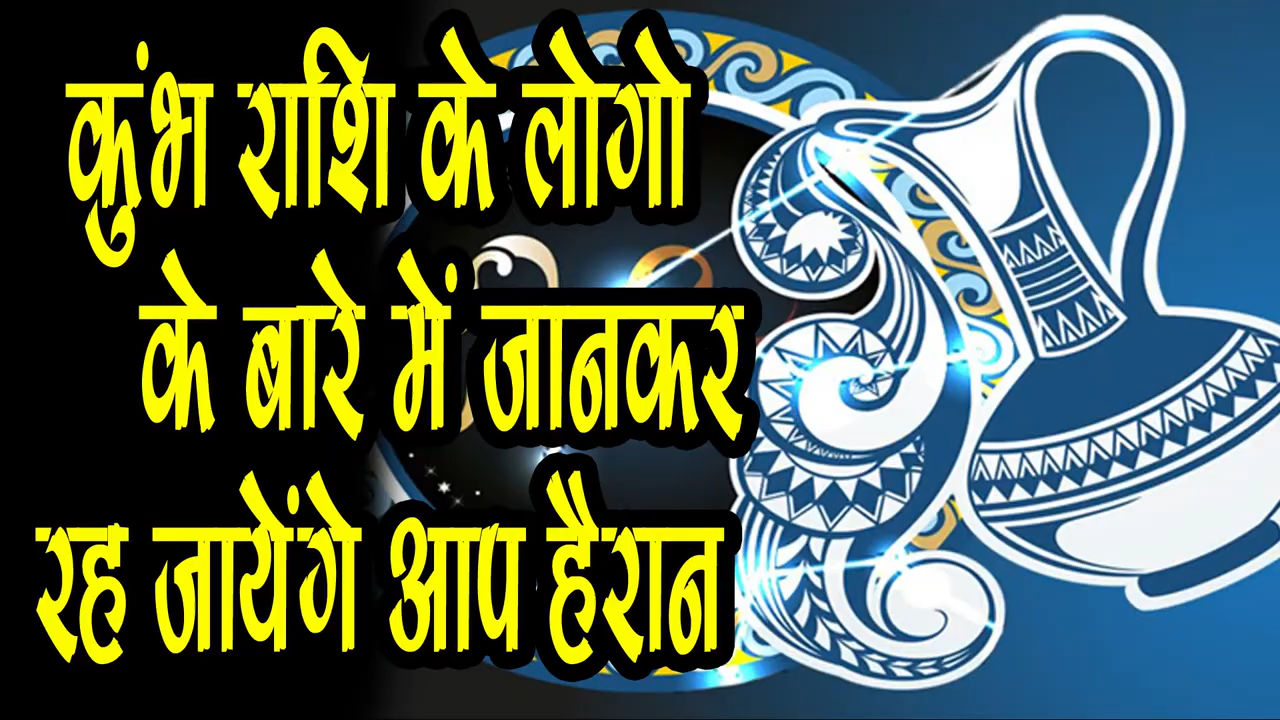 कुंभ राशि के लोगो
के बारे में जानकर
रह जायेंगे आप हैरान